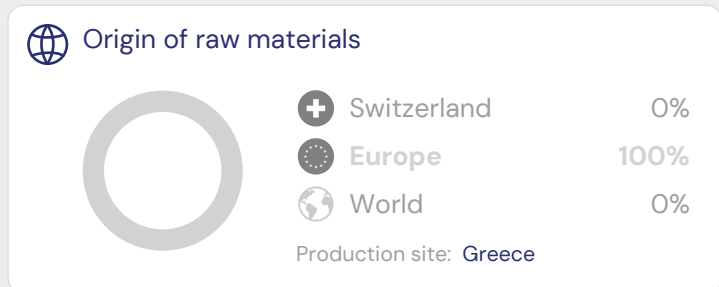 Origin of raw materials
Switzerland 0%
Europe 100%
World 0%
Production site: Greece